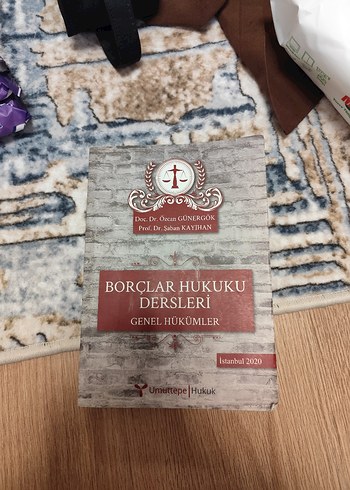 Doç. Dr. Özcan GÜNERGÖK
Prof. Dr. Şaban KAYIHAN
BORÇLAR HUKUKU
DERSLERİ
GENEL HÜKÜMLER
İstanbul 2020
Umuttepe | Hukuk